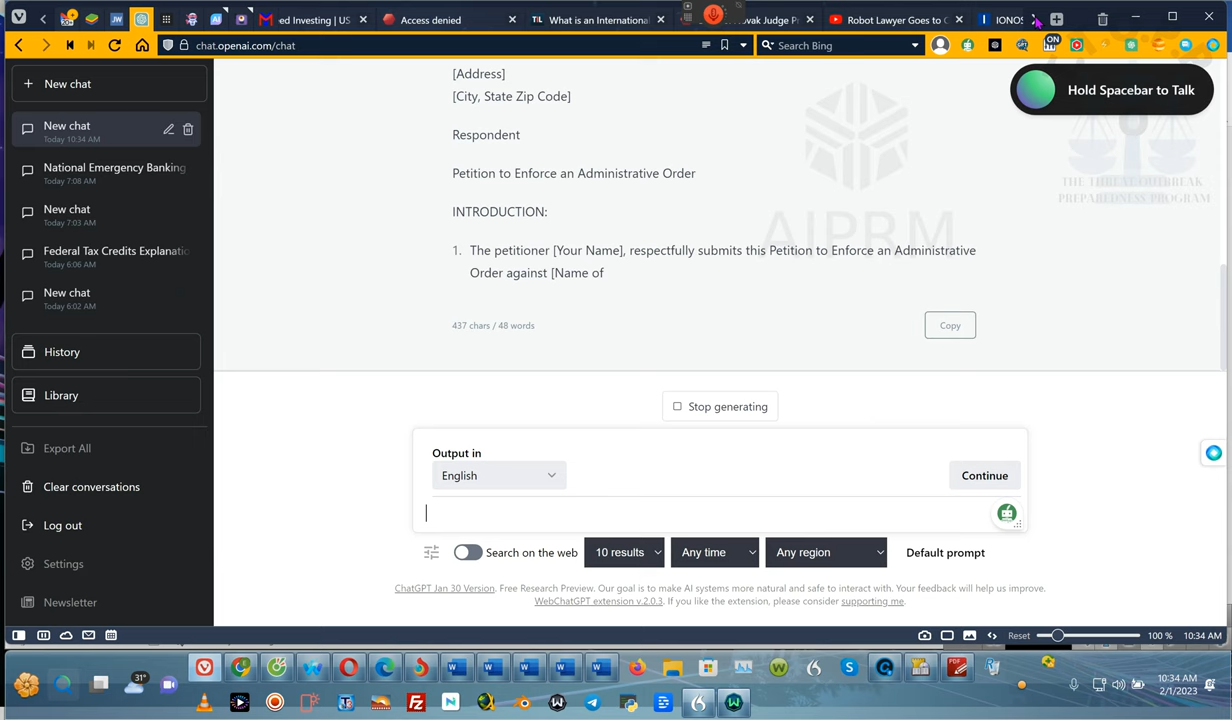 ed Investing | US
Access denied
What is an Internationa
ovak Judge P
Robot Lawyer Goes to C
IONOS
chat.openai.com/chat
Search Bing
ON
New chat
New chat
Today 10:34 AM
National Emergency Banking
Today 7:08 AM
New chat
Today 7:03 AM
Federal Tax Credits Explanatio
Today 6:06 AM
New chat
Today 6:02 AM
History
Library
Export All
Clear conversations
Log out
Settings
Newsletter
[Address]
[City, State Zip Code]
Respondent
Petition to Enforce an Administrative Order
INTRODUCTION:
1. The petitioner [Your Name], respectfully submits this Petition to Enforce an Administrative
Order against [Name of
437 chars / 48 words
Copy
AIPRM
Hold Spacebar to Talk
THE THREAT OUTBREAK
PREPAREDNESS PROGRAM
Stop generating
Output in
English
Continue
Search on the web
10 results
Any time
Any region
Default prompt
ChatGPT Jan 30 Version. Free Research Preview. Our goal is to make AI systems more natural and safe to interact with. Your feedback will help us improve.
WebChatGPT extension v.2.0.3. If you like the extension, please consider supporting me.
Reset
100 %
10:34 AM
31°
10:34 AM
2/1/2023